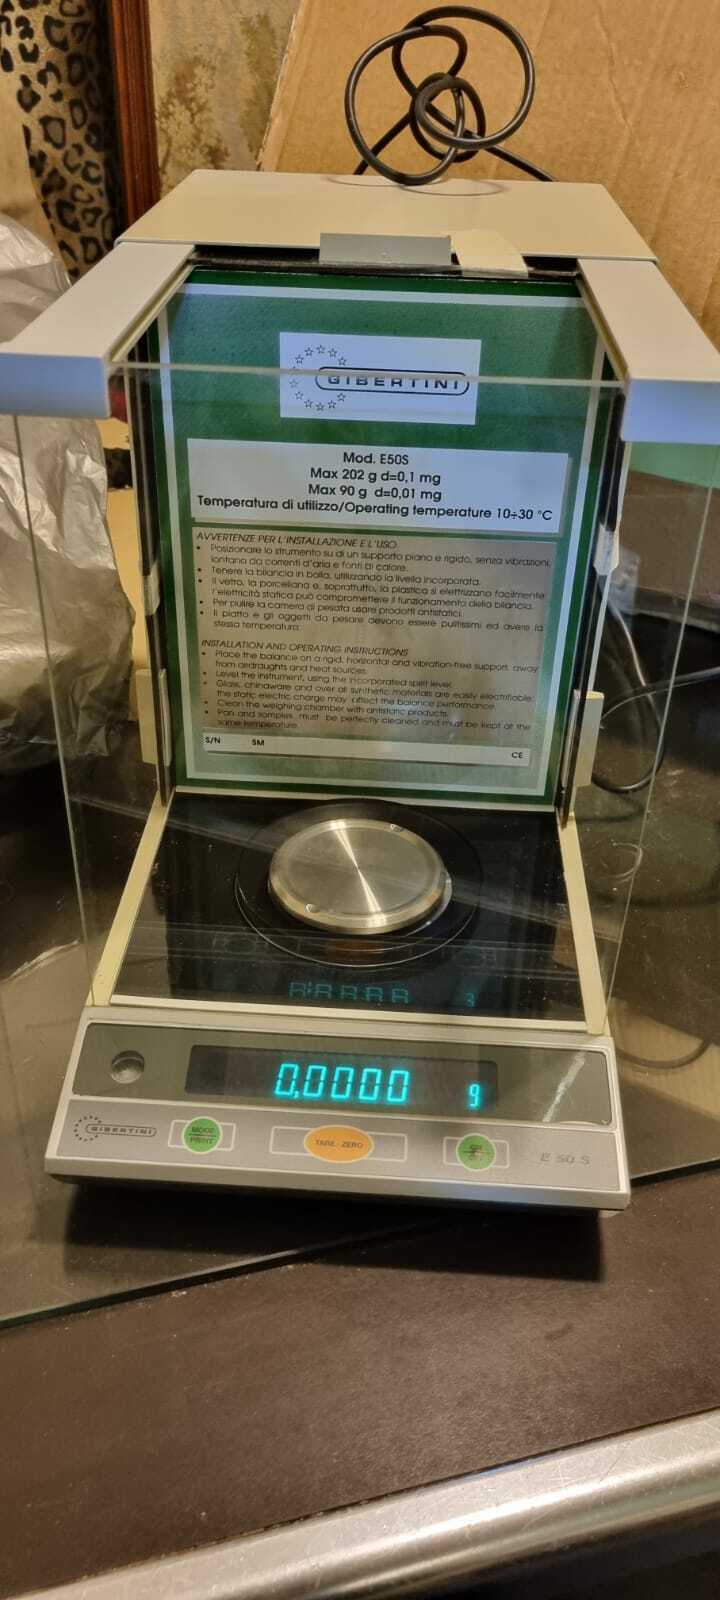 GIBERTINI
Mod. E50S
Max 202 g d=0,1 mg
Max 90 g d=0,01 mg
Temperatura di utilizzo/Operating temperature 10÷30 °C
AVVERTENZE PER L'INSTALLAZIONE E L'USO
• Posizionare lo strumento su di un supporto piano e rigido, senza vibrazioni,
lontano da correnti d'aria e fonti di calore.
• Tenere la bilancia in bolla, utilizzando la livella incorporata.
• Il vetro, la porcellana e, soprattutto, la plastica si elettrizzano facilmente:
l'elettricità statica può compromettere il funzionamento della bilancia.
• Per pulire la camera di pesata usare prodotti antistatici.
• Il piatto e gli oggetti da pesare devono essere pulitissimi ed avere la
stessa temperatura.
INSTALLATION AND OPERATING INSTRUCTIONS
• Place the balance on a rigid, horizontal and vibration-free support, away
from airdraughts and heat sources.
• Level the instrument, using the incorporated spirit level.
• Glass, chinaware and over all synthetic materials are easily electrifiable:
the static electric charge may affect the balance performance.
• Clean the weighing chamber with antistatic products.
• Pan and samples must be perfectly cleaned and must be kept at the
same temperature.
S/N SM CE
0,0000 g
GIBERTINI MODE PRINT TARE - ZERO E 50 S